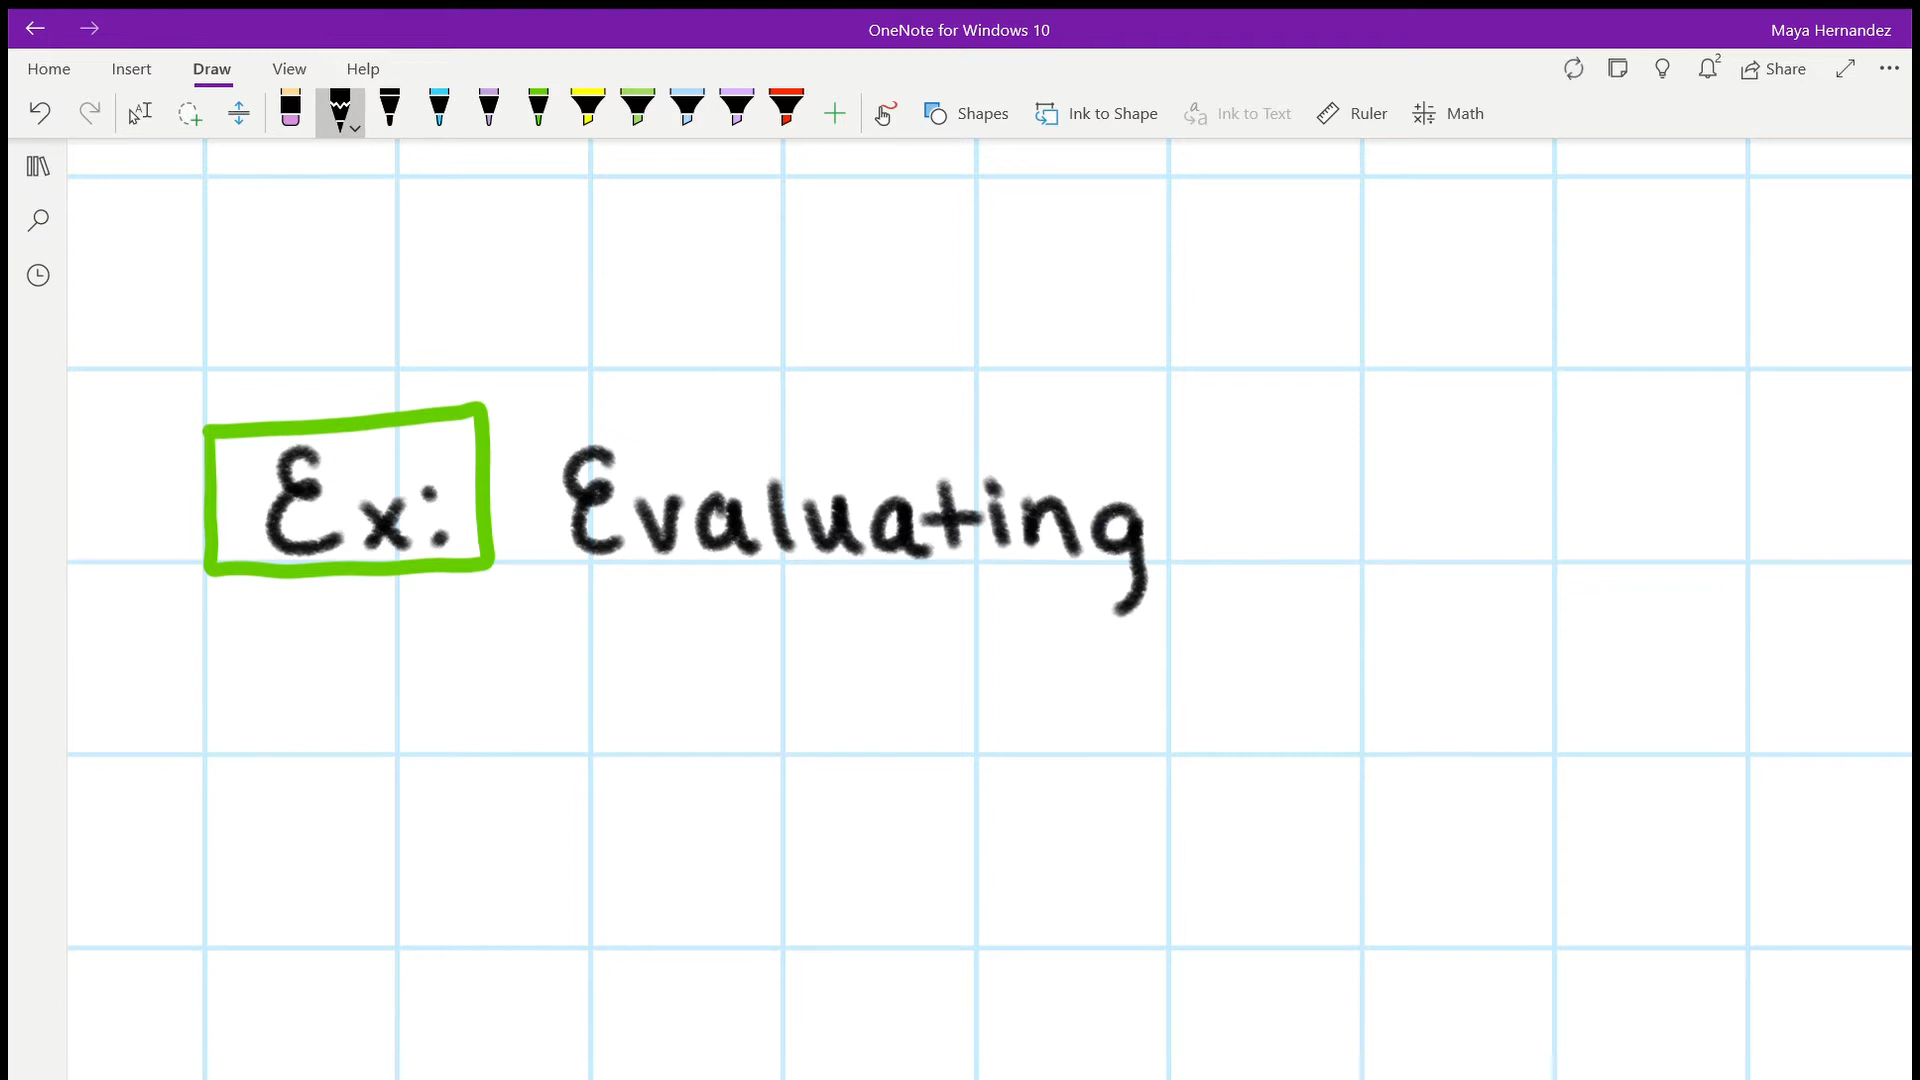 OneNote for Windows 10
Maya Hernandez
Home Insert Draw View Help
2
Share
Shapes Ink to Shape Ink to Text Ruler Math
Ex: Evaluating